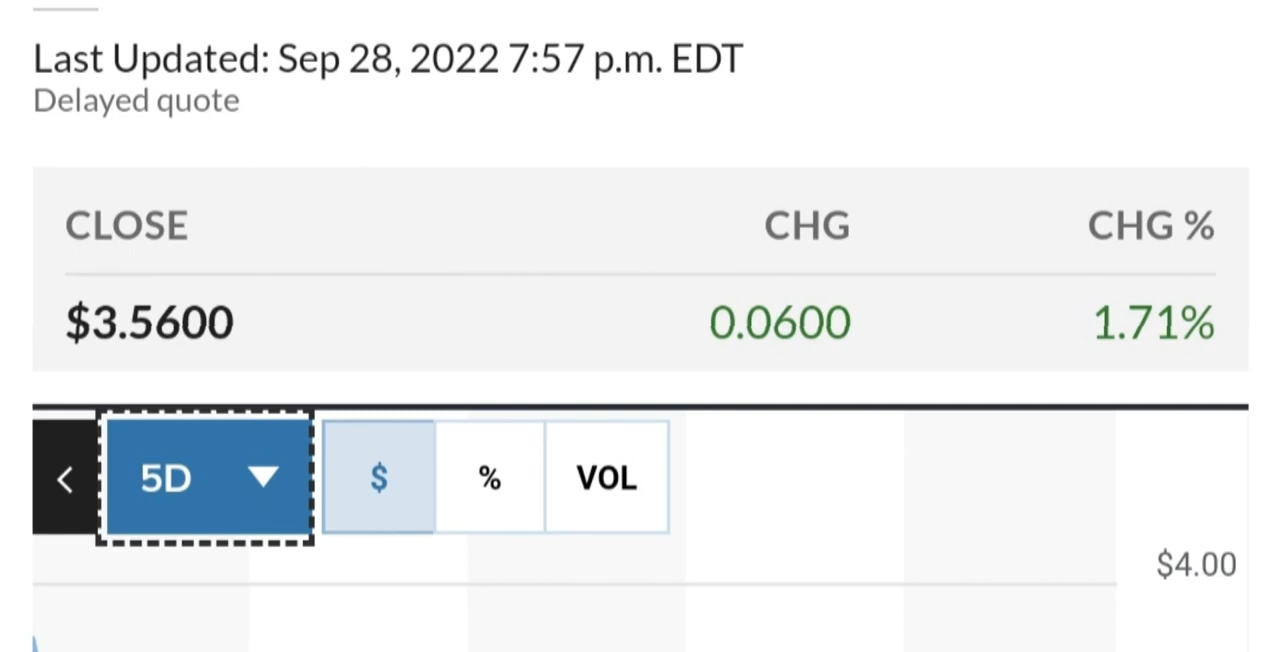 Last Updated: Sep 28, 2022 7:57 p.m. EDT
Delayed quote
CLOSE CHG CHG %
$3.5600 0.0600 1.71%
5D $ % VOL
$4.00